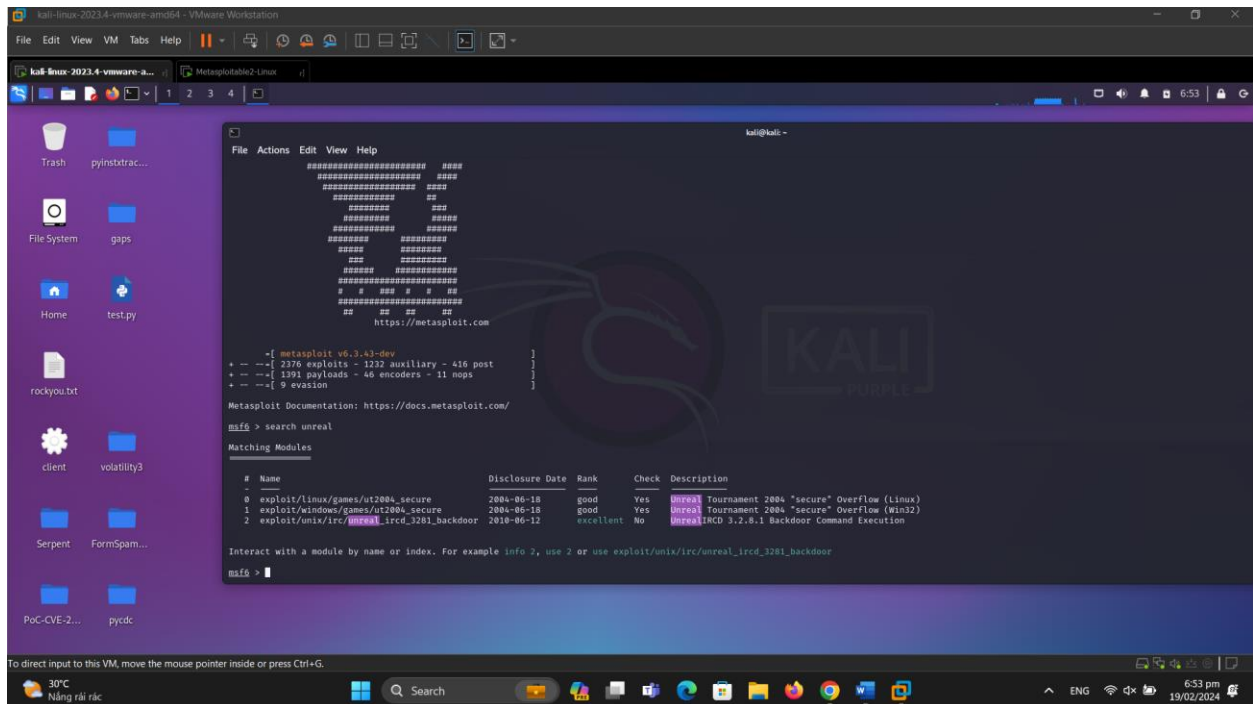 kali-linux-2023.4-vmware-amd64 - VMware Workstation
File Edit View VM Tabs Help
kali-linux-2023.4-vmware-a...
Metasploitable2-Linux
1 2 3 4
6:53
Trash
pyinstxtrac...
File System
gaps
Home
test.py
rockyou.txt
client
volatility3
Serpent
FormSpam...
PoC-CVE-2...
pycdc
kali@kali: ~
File Actions Edit View Help
######################## ####
##################### ####
################### ####
############ ##
######## ###
######### #####
############ ######
######## #########
##### ########
### #########
###### ############
#######################
# # ### # # ##
########################
## ## ## ##
https://metasploit.com
=[ metasploit v6.3.43-dev ]
+ -- --=[ 2376 exploits - 1232 auxiliary - 416 post ]
+ -- --=[ 1391 payloads - 46 encoders - 11 nops ]
+ -- --=[ 9 evasion ]
Metasploit Documentation: https://docs.metasploit.com/
msf6 > search unreal
Matching Modules
# Name Disclosure Date Rank Check Description
0 exploit/linux/games/ut2004_secure 2004-06-18 good Yes Unreal Tournament 2004 "secure" Overflow (Linux)
1 exploit/windows/games/ut2004_secure 2004-06-18 good Yes Unreal Tournament 2004 "secure" Overflow (Win32)
2 exploit/unix/irc/unreal_ircd_3281_backdoor 2010-06-12 excellent No UnrealIRCD 3.2.8.1 Backdoor Command Execution
Interact with a module by name or index. For example info 2, use 2 or use exploit/unix/irc/unreal_ircd_3281_backdoor
msf6 >
KALI
PURPLE
To direct input to this VM, move the mouse pointer inside or press Ctrl+G.
30°C
Nắng rải rác
Search
ENG
6:53 pm
19/02/2024